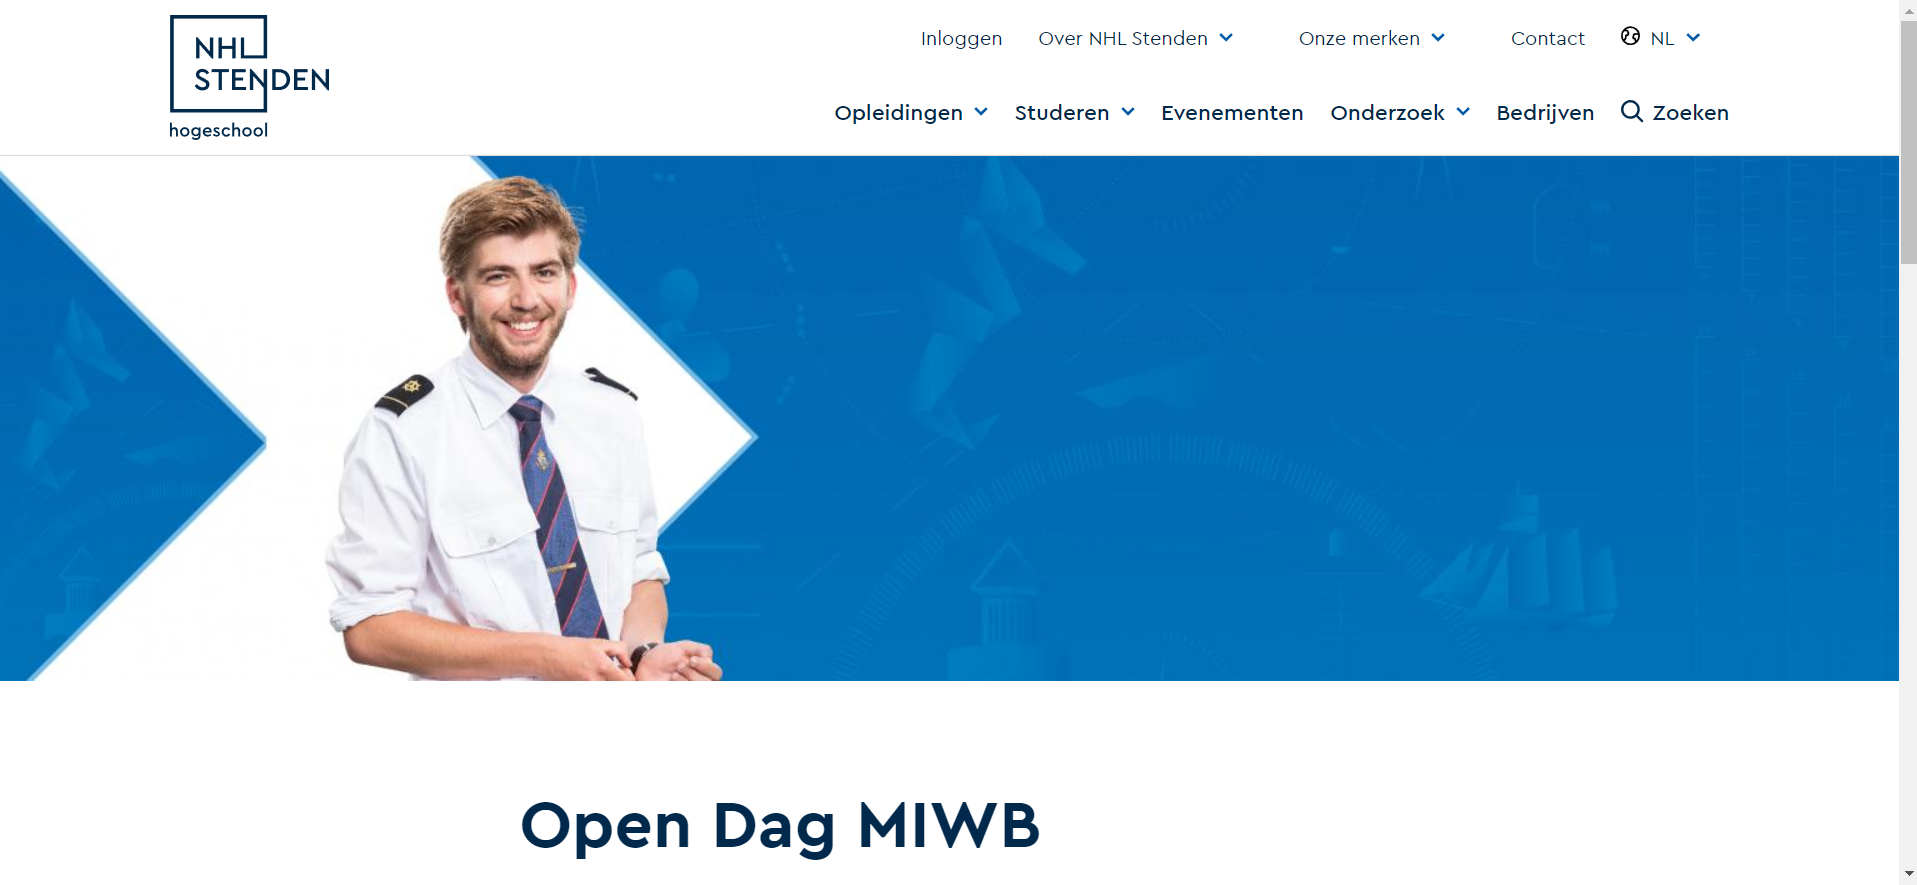 NHL
STENDEN
hogeschool
Inloggen Over NHL Stenden Onze merken Contact NL
Opleidingen Studeren Evenementen Onderzoek Bedrijven Zoeken
Open Dag MIWB